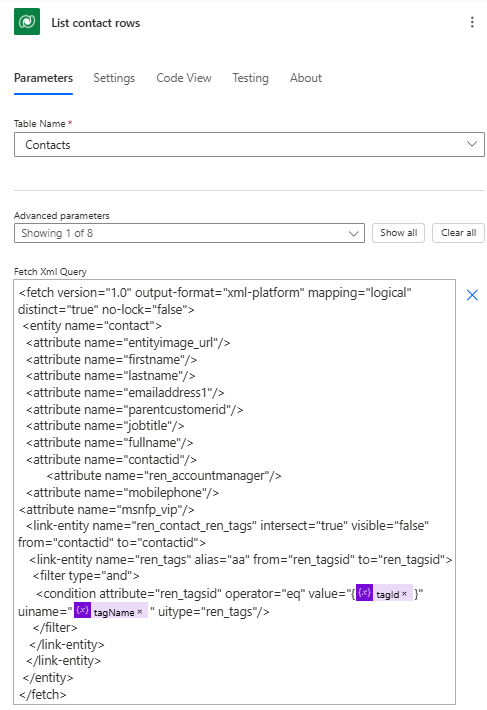 List contact rows
Parameters Settings Code View Testing About
Table Name *
Contacts
Advanced parameters
Showing 1 of 8 Show all Clear all
Fetch Xml Query
<fetch version="1.0" output-format="xml-platform" mapping="logical"
distinct="true" no-lock="false">
<entity name="contact">
<attribute name="entityimage_url"/>
<attribute name="firstname"/>
<attribute name="lastname"/>
<attribute name="emailaddress1"/>
<attribute name="parentcustomerid"/>
<attribute name="jobtitle"/>
<attribute name="fullname"/>
<attribute name="contactid"/>
<attribute name="ren_accountmanager"/>
<attribute name="mobilephone"/>
<attribute name="msnfp_vip"/>
<link-entity name="ren_contact_ren_tags" intersect="true" visible="false"
from="contactid" to="contactid">
<link-entity name="ren_tags" alias="aa" from="ren_tagsid" to="ren_tagsid">
<filter type="and">
<condition attribute="ren_tagsid" operator="eq" value="{ {x} tagId × }"
uiname=" {x} tagName × " uitype="ren_tags"/>
</filter>
</link-entity>
</link-entity>
</entity>
</fetch>